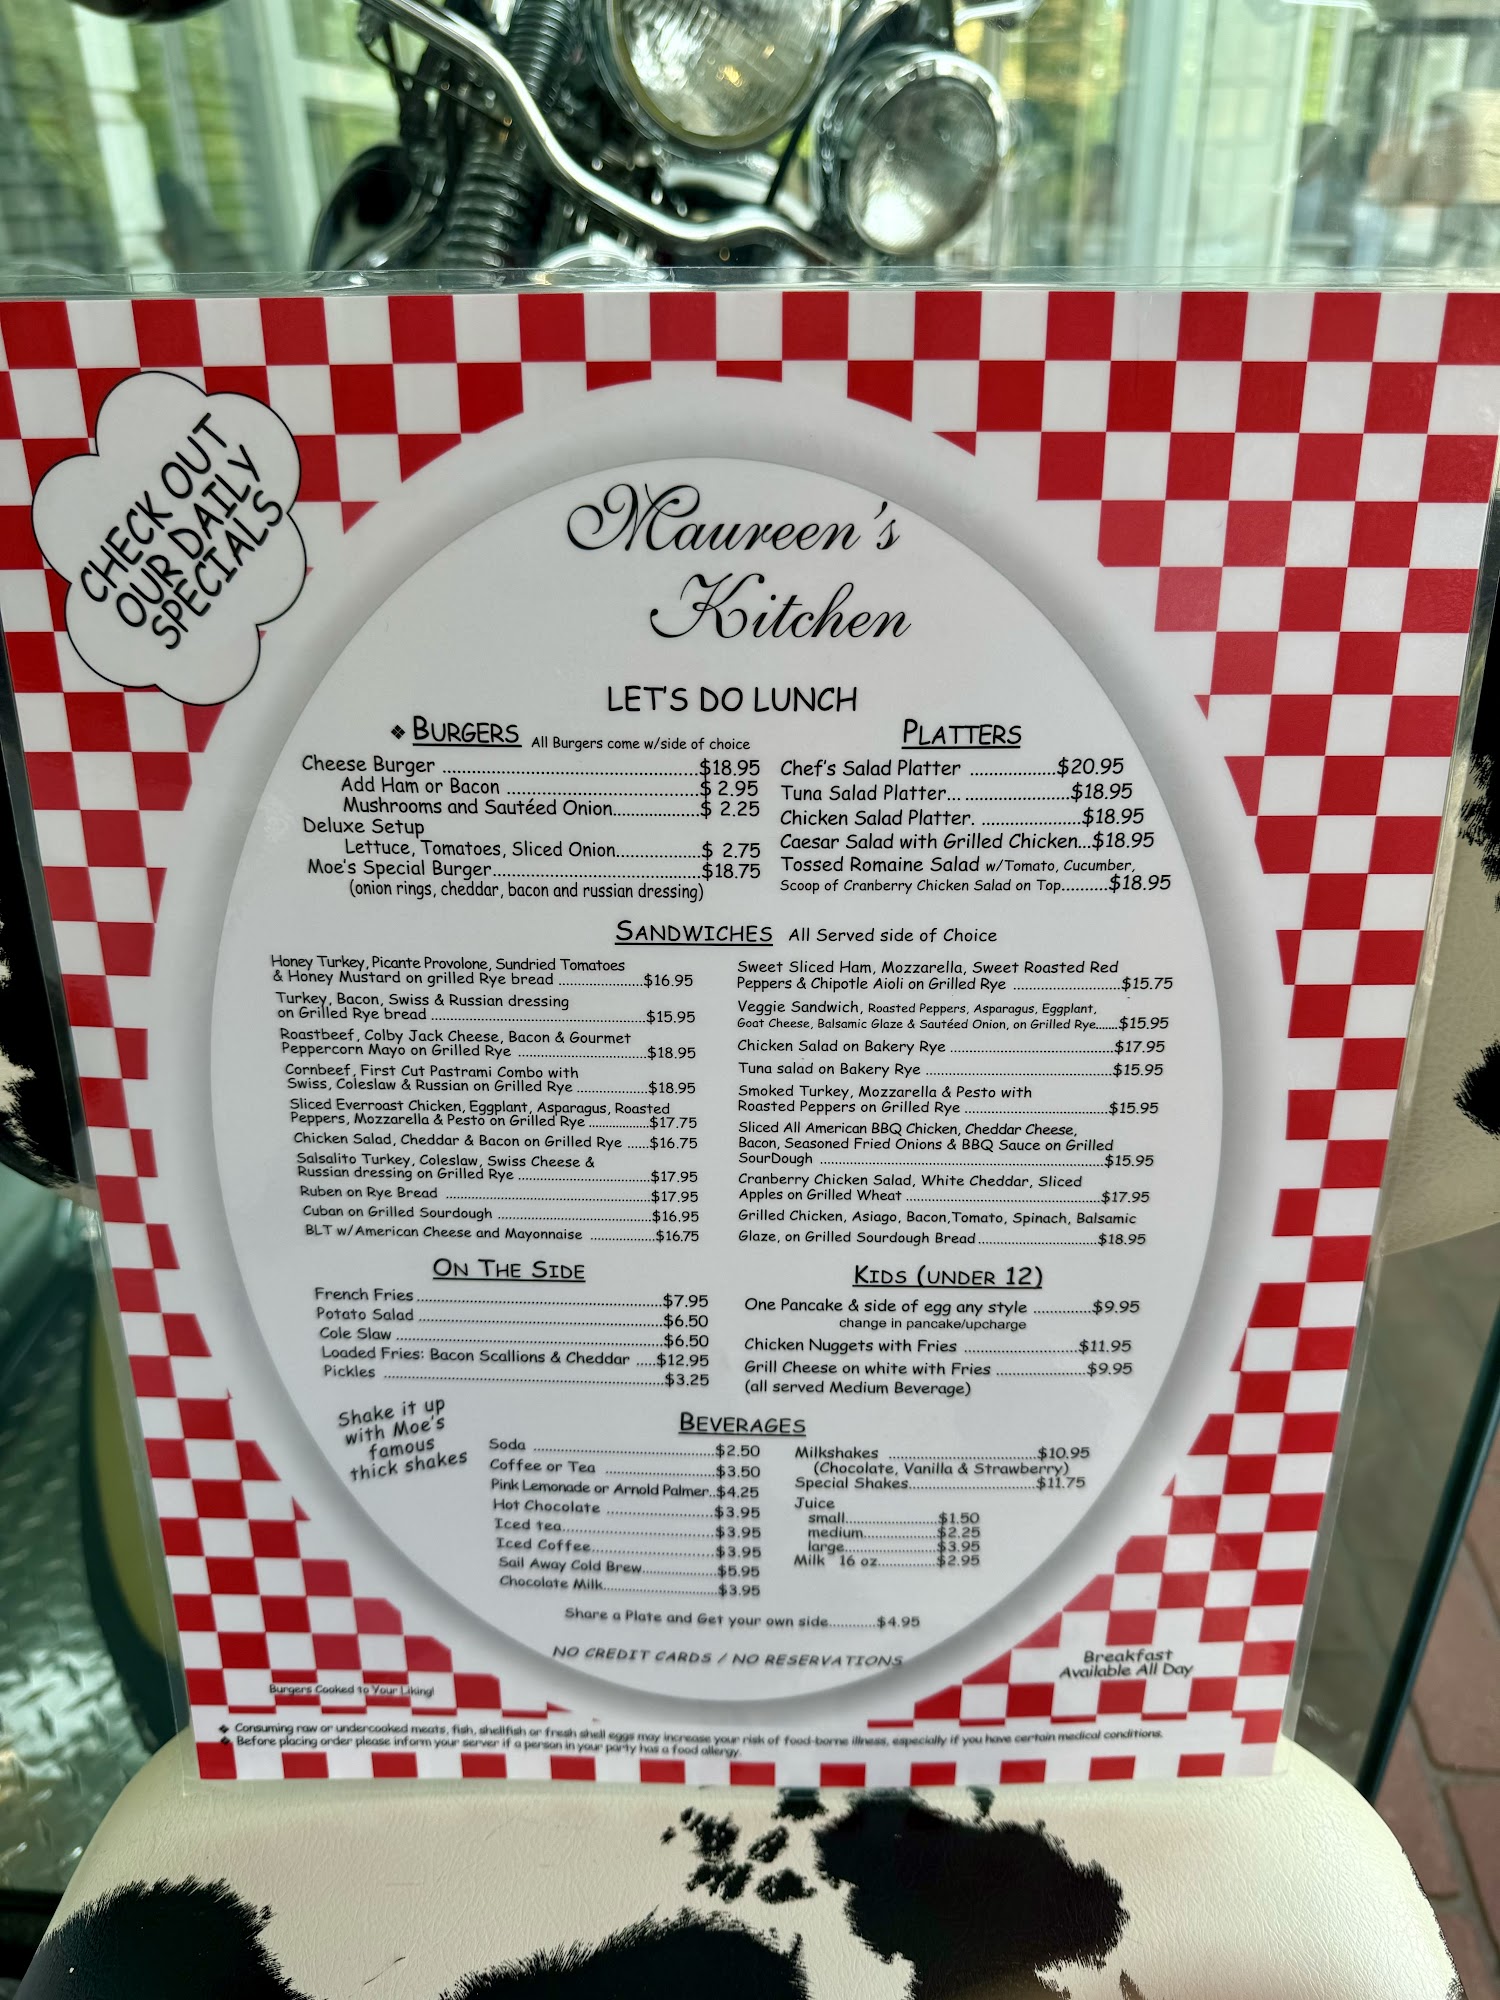 CHECK OUT
OUR DAILY
SPECIALS
Maureen's
Kitchen
LET'S DO LUNCH
❖ BURGERS All Burgers come w/side of choice
Cheese Burger ........................................$18.95
Add Ham or Bacon ..............................$ 2.95
Mushrooms and Sautéed Onion..............$ 2.25
Deluxe Setup
Lettuce, Tomatoes, Sliced Onion..............$ 2.75
Moe's Special Burger..................................$18.75
(onion rings, cheddar, bacon and russian dressing)
PLATTERS
Chef's Salad Platter ................$20.95
Tuna Salad Platter... ...................$18.95
Chicken Salad Platter. ..................$18.95
Caesar Salad with Grilled Chicken...$18.95
Tossed Romaine Salad w/Tomato, Cucumber,
Scoop of Cranberry Chicken Salad on Top..........$18.95
SANDWICHES All Served side of Choice
Honey Turkey, Picante Provolone, Sundried Tomatoes
& Honey Mustard on grilled Rye bread ..................$16.95
Turkey, Bacon, Swiss & Russian dressing
on Grilled Rye bread .............................................$15.95
Roastbeef, Colby Jack Cheese, Bacon & Gourmet
Peppercorn Mayo on Grilled Rye ...........................$18.95
Cornbeef, First Cut Pastrami Combo with
Swiss, Coleslaw & Russian on Grilled Rye ...............$18.95
Sliced Everroast Chicken, Eggplant, Asparagus, Roasted
Peppers, Mozzarella & Pesto on Grilled Rye .............$17.75
Chicken Salad, Cheddar & Bacon on Grilled Rye .....$16.75
Salsalito Turkey, Coleslaw, Swiss Cheese &
Russian dressing on Grilled Rye ............................$17.95
Ruben on Rye Bread ............................................$17.95
Cuban on Grilled Sourdough .................................$16.95
BLT w/American Cheese and Mayonnaise ..............$16.75
Sweet Sliced Ham, Mozzarella, Sweet Roasted Red
Peppers & Chipotle Aioli on Grilled Rye .......................$15.75
Veggie Sandwich, Roasted Peppers, Asparagus, Eggplant,
Goat Cheese, Balsamic Glaze & Sautéed Onion, on Grilled Rye......$15.95
Chicken Salad on Bakery Rye ...................................$17.95
Tuna salad on Bakery Rye ........................................$15.95
Smoked Turkey, Mozzarella & Pesto with
Roasted Peppers on Grilled Rye ...............................$15.95
Sliced All American BBQ Chicken, Cheddar Cheese,
Bacon, Seasoned Fried Onions & BBQ Sauce on Grilled
SourDough ..............................................................$15.95
Cranberry Chicken Salad, White Cheddar, Sliced
Apples on Grilled Wheat ..........................................$17.95
Grilled Chicken, Asiago, Bacon,Tomato, Spinach, Balsamic
Glaze, on Grilled Sourdough Bread..........................$18.95
ON THE SIDE
French Fries....................................................$7.95
Potato Salad ...................................................$6.50
Cole Slaw ........................................................$6.50
Loaded Fries: Bacon Scallions & Cheddar ....$12.95
Pickles ............................................................$3.25
KIDS (UNDER 12)
One Pancake & side of egg any style .............$9.95
change in pancake/upcharge
Chicken Nuggets with Fries .........................$11.95
Grill Cheese on white with Fries ...................$9.95
(all served Medium Beverage)
Shake it up
with Moe's
famous
thick shakes
BEVERAGES
Soda .......................................$2.50
Coffee or Tea ........................$3.50
Pink Lemonade or Arnold Palmer..$4.25
Hot Chocolate .......................$3.95
Iced tea.................................$3.95
Iced Coffee...........................$3.95
Sail Away Cold Brew................$5.95
Chocolate Milk........................$3.95
Milkshakes ................................$10.95
(Chocolate, Vanilla & Strawberry)
Special Shakes...........................$11.75
Juice
small.....................$1.50
medium.................$2.25
large.....................$3.95
Milk 16 oz.............$2.95
Share a Plate and Get your own side...........$4.95
NO CREDIT CARDS / NO RESERVATIONS
Breakfast
Available All Day
Burgers Cooked to Your Liking!
❖ Consuming raw or undercooked meats, fish, shellfish or fresh shell eggs may increase your risk of food-borne illness, especially if you have certain medical conditions.
❖ Before placing order please inform your server if a person in your party has a food allergy.